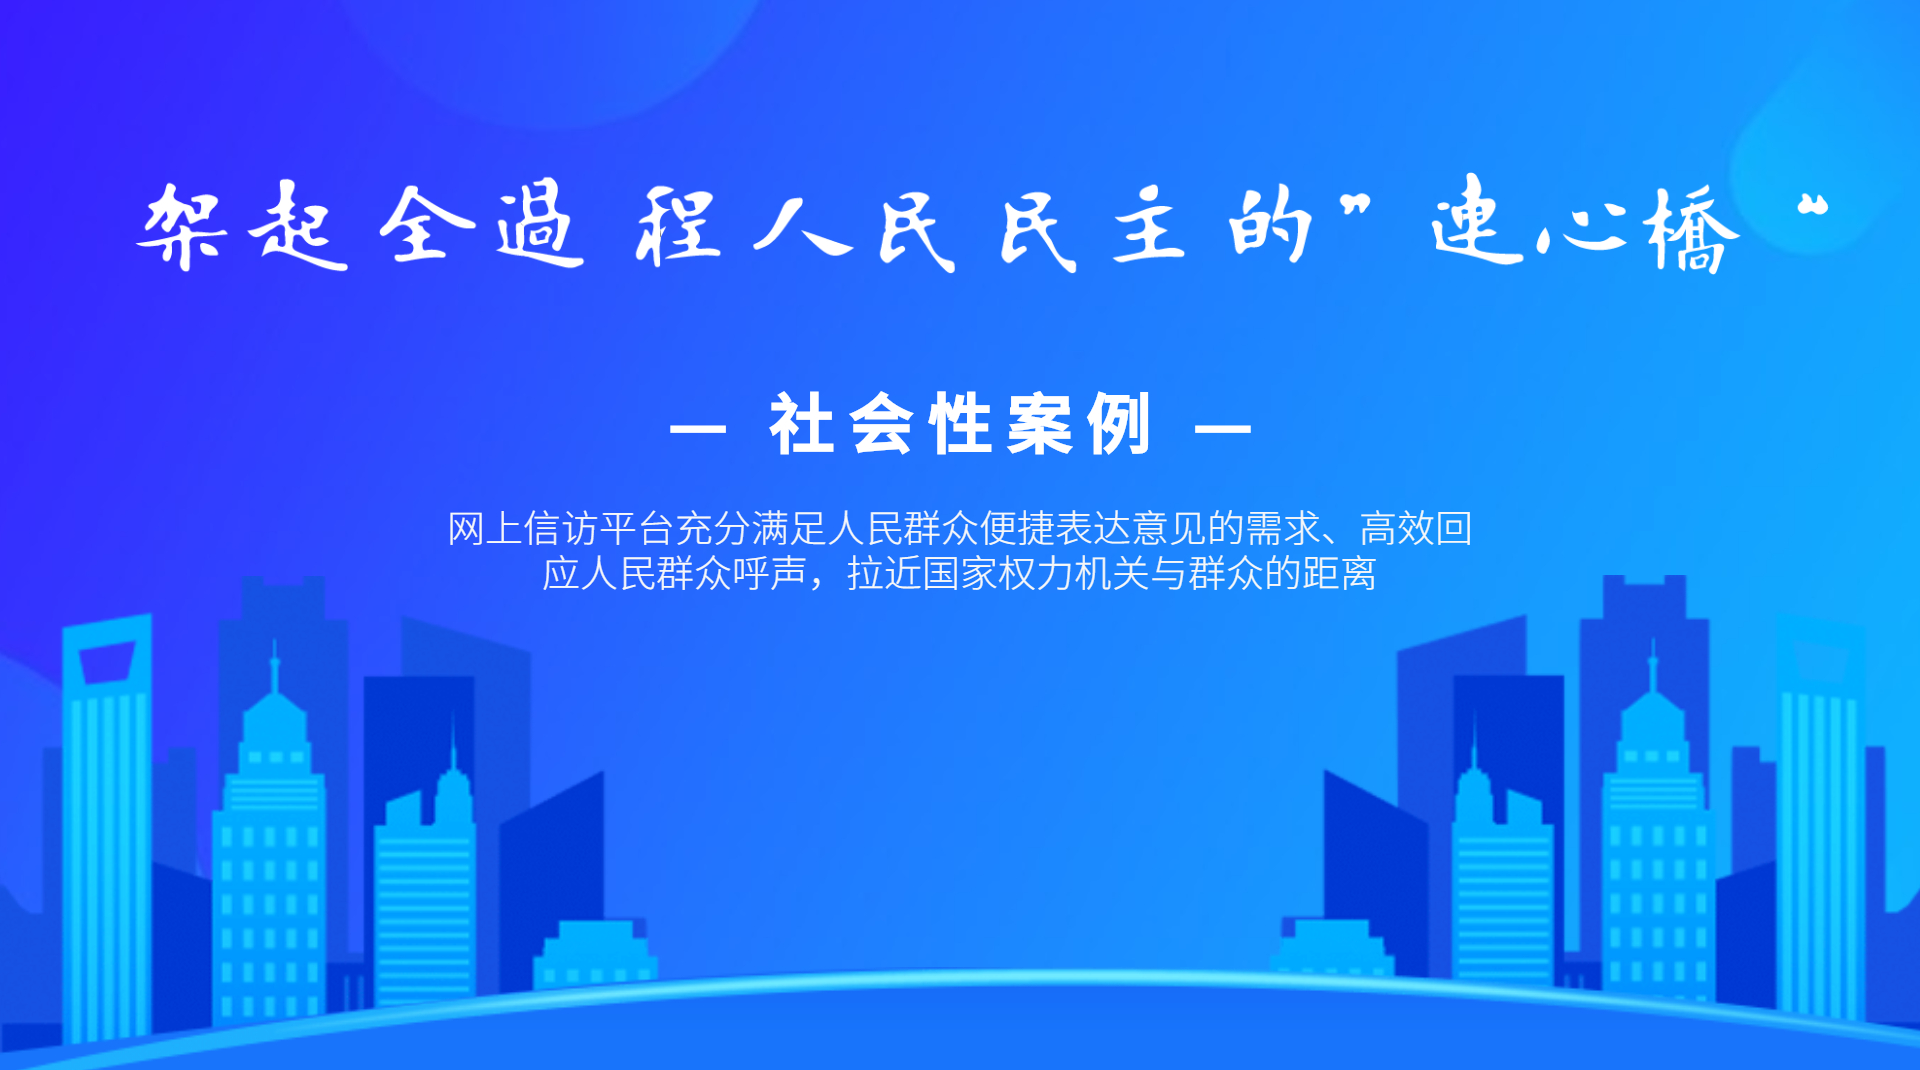 架起全過程人民民主的”連心橋“
— 社会性案例 —
网上信访平台充分满足人民群众便捷表达意见的需求、高效回
应人民群众呼声，拉近国家权力机关与群众的距离